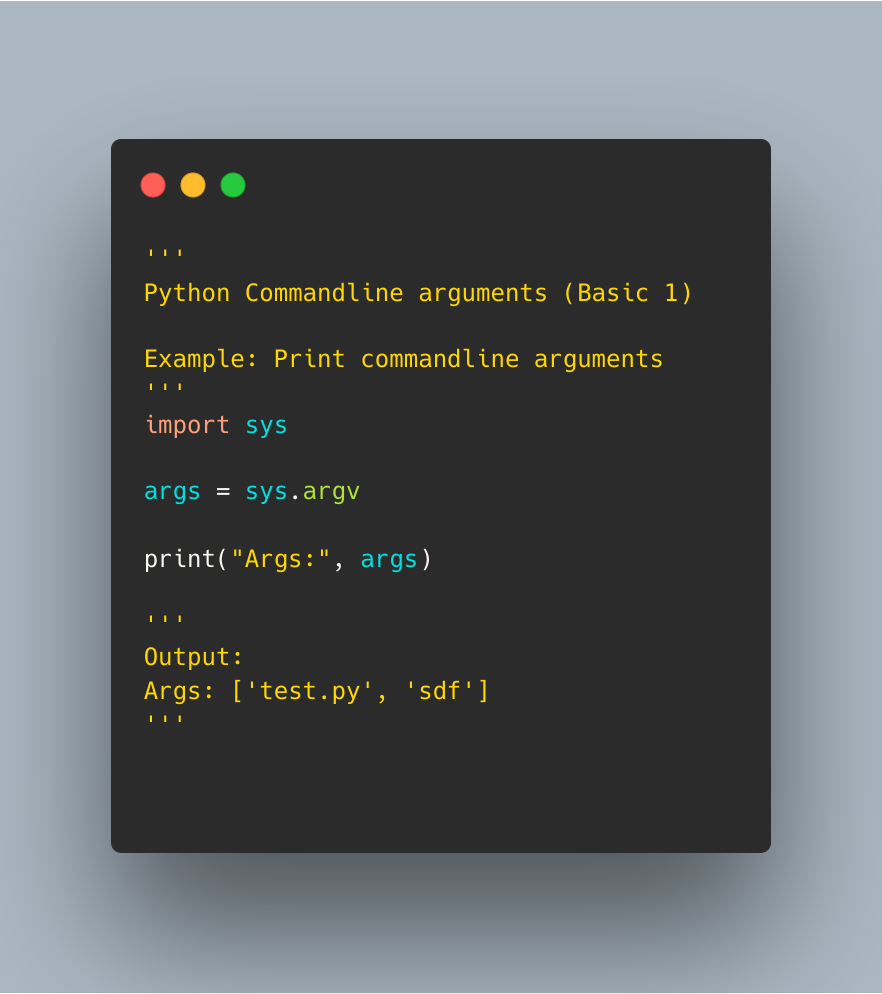 '''
Python Commandline arguments (Basic 1)
Example: Print commandline arguments
'''
import sys
args = sys.argv
print("Args:", args)
'''
Output:
Args: ['test.py', 'sdf']
'''